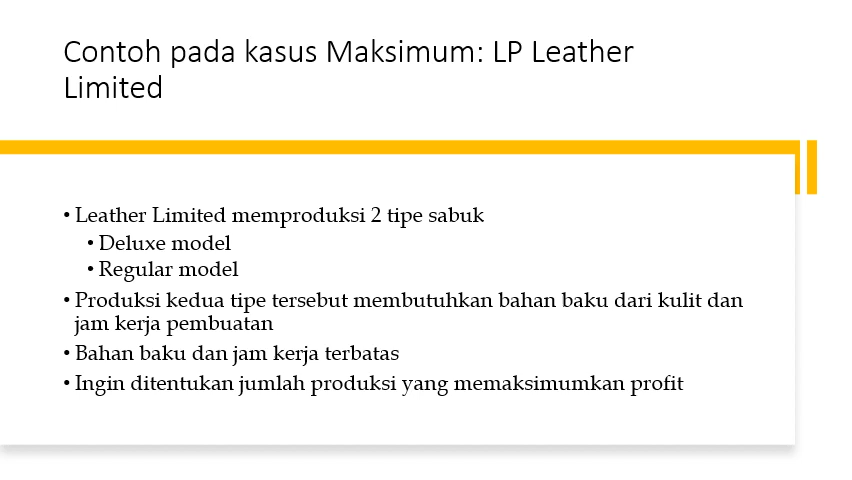 Contoh pada kasus Maksimum: LP Leather
Limited
• Leather Limited memproduksi 2 tipe sabuk
• Deluxe model
• Regular model
• Produksi kedua tipe tersebut membutuhkan bahan baku dari kulit dan
jam kerja pembuatan
• Bahan baku dan jam kerja terbatas
• Ingin ditentukan jumlah produksi yang memaksimumkan profit